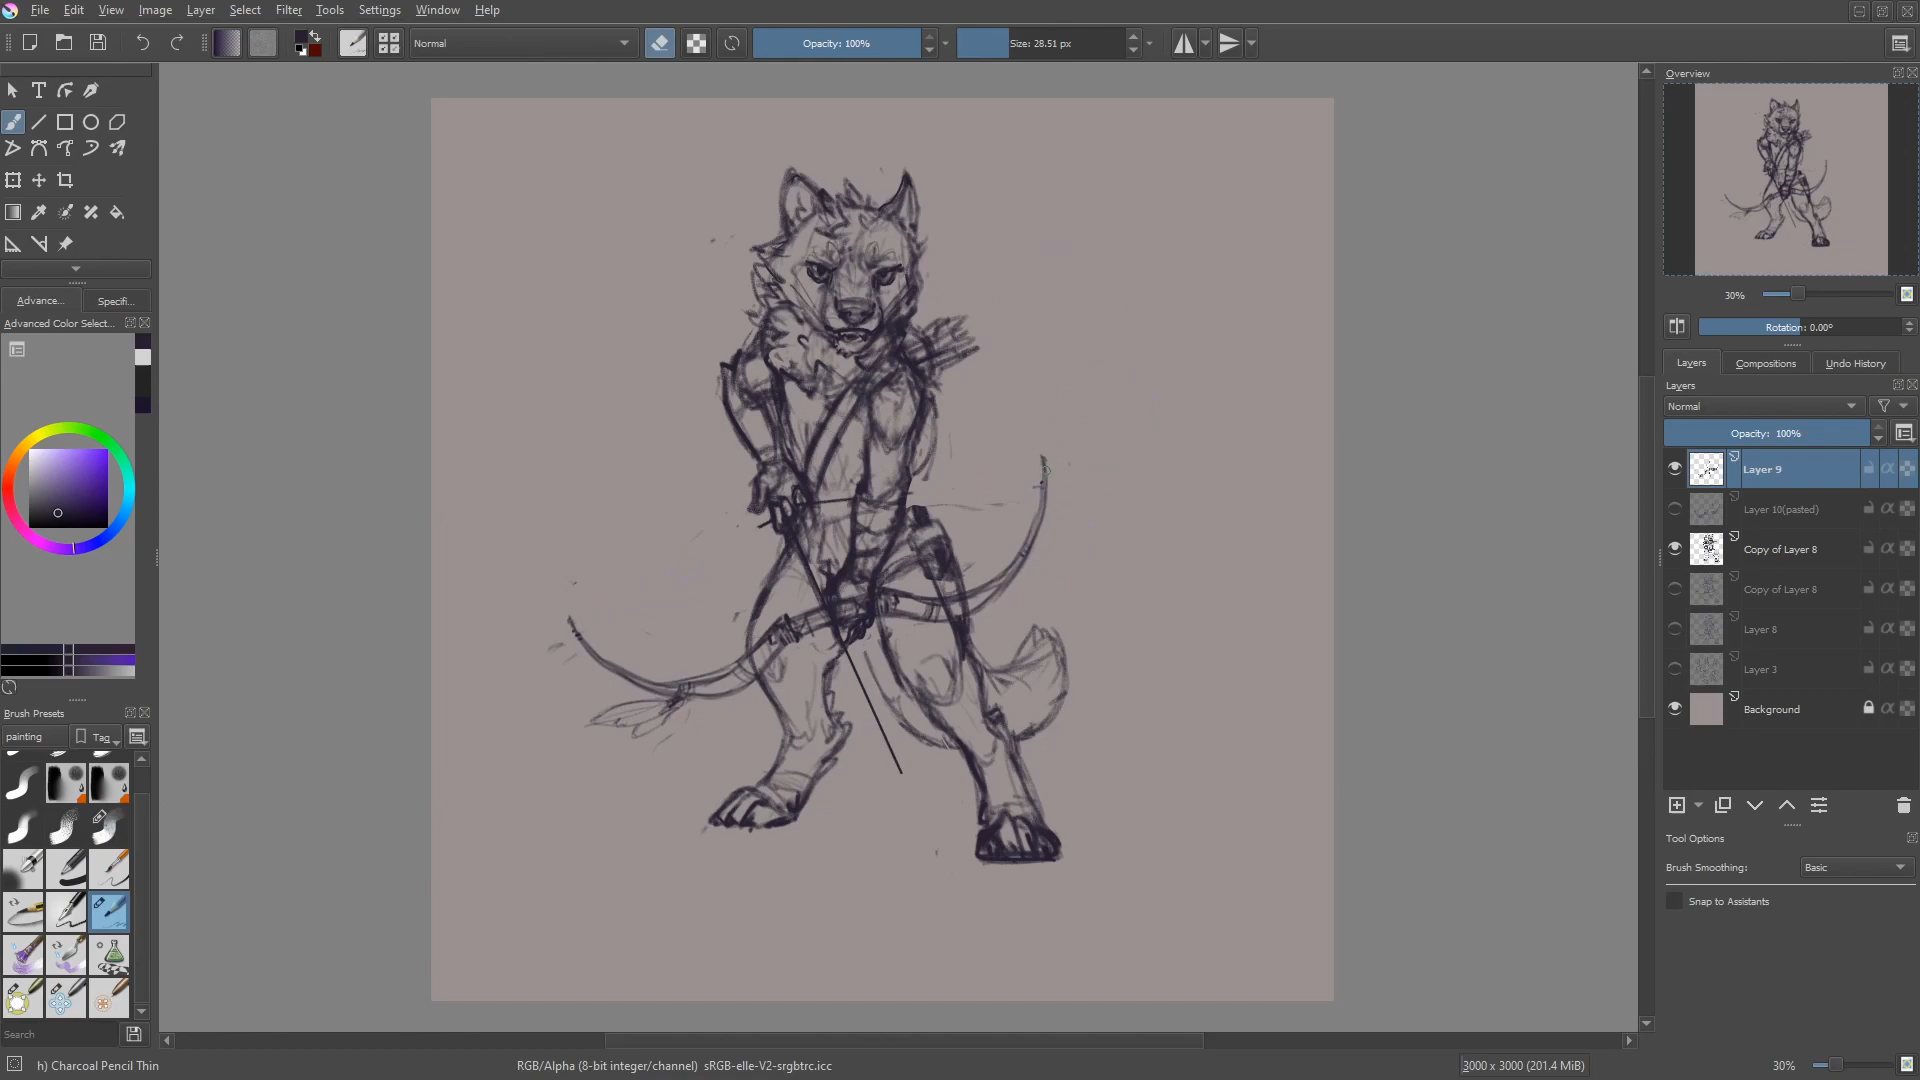 File Edit View Image Layer Select Filter Tools Settings Window Help
Normal Opacity: 100% Size: 28.51 px
Overview
30%
Rotation: 0.00º
Advance... Specifi...
Advanced Color Select...
Layers Compositions Undo History
Layers
Normal
Opacity: 100%
Layer 9
Layer 10(pasted)
Copy of Layer 8
Copy of Layer 8
Layer 8
Layer 3
Background
Brush Presets
painting Tag
Tool Options
Brush Smoothing: Basic
Snap to Assistants
Search
h) Charcoal Pencil Thin RGB/Alpha (8-bit integer/channel) sRGB-elle-V2-srgbtrc.icc 3000 x 3000 (201.4 MiB) 30%